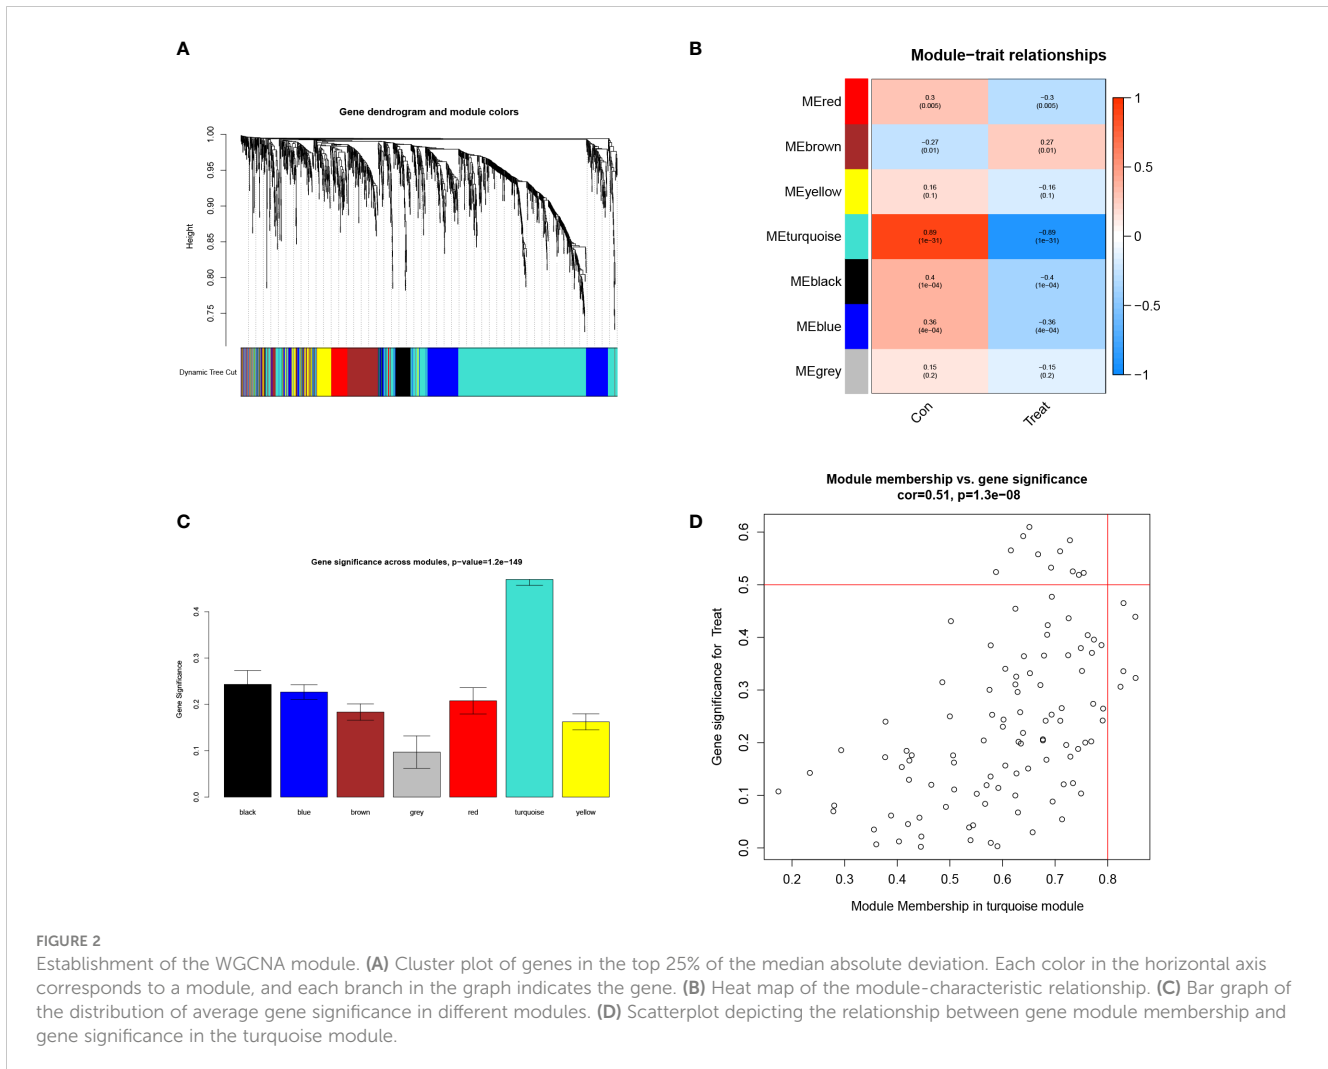 A
Gene dendrogram and module colors
Height
1.00
0.95
0.90
0.85
0.80
0.75
Dynamic Tree Cut
B
Module−trait relationships
MEred
0.3
(0.005)
−0.3
(0.005)
MEbrown
−0.27
(0.01)
0.27
(0.01)
MEyellow
0.16
(0.1)
−0.16
(0.1)
MEturquoise
0.89
(1e−31)
−0.89
(1e−31)
MEblack
0.4
(1e−04)
−0.4
(1e−04)
MEblue
0.36
(4e−04)
−0.36
(4e−04)
MEgrey
0.15
(0.2)
−0.15
(0.2)
Con
Treat
1
0.5
0
−0.5
−1
C
Gene significance across modules, p−value=1.2e−149
Gene Significance
0.4
0.3
0.2
0.1
0.0
black blue brown grey red turquoise yellow
D
Module membership vs. gene significance
cor=0.51, p=1.3e−08
Gene significance for Treat
0.6
0.5
0.4
0.3
0.2
0.1
0.0
0.2 0.3 0.4 0.5 0.6 0.7 0.8
Module Membership in turquoise module
FIGURE 2
Establishment of the WGCNA module. (A) Cluster plot of genes in the top 25% of the median absolute deviation. Each color in the horizontal axis
corresponds to a module, and each branch in the graph indicates the gene. (B) Heat map of the module-characteristic relationship. (C) Bar graph of
the distribution of average gene significance in different modules. (D) Scatterplot depicting the relationship between gene module membership and
gene significance in the turquoise module.